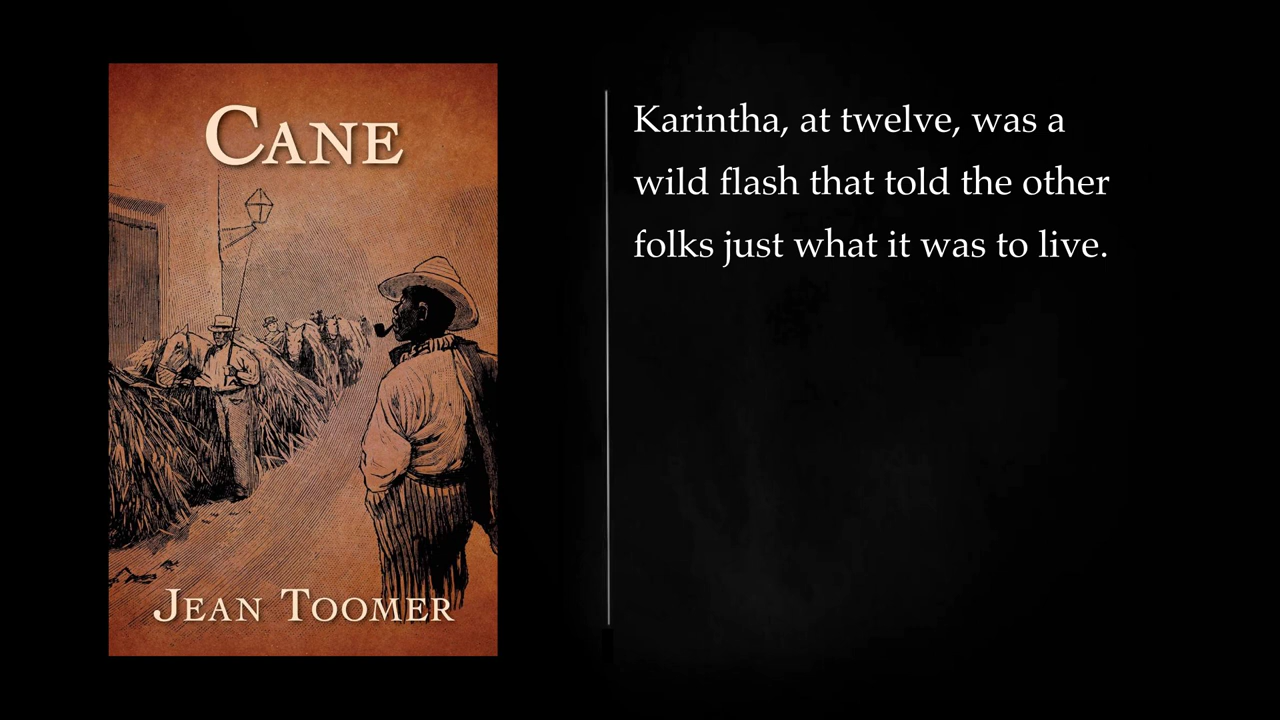 CANE
JEAN TOOMER
Karintha, at twelve, was a
wild flash that told the other
folks just what it was to live.